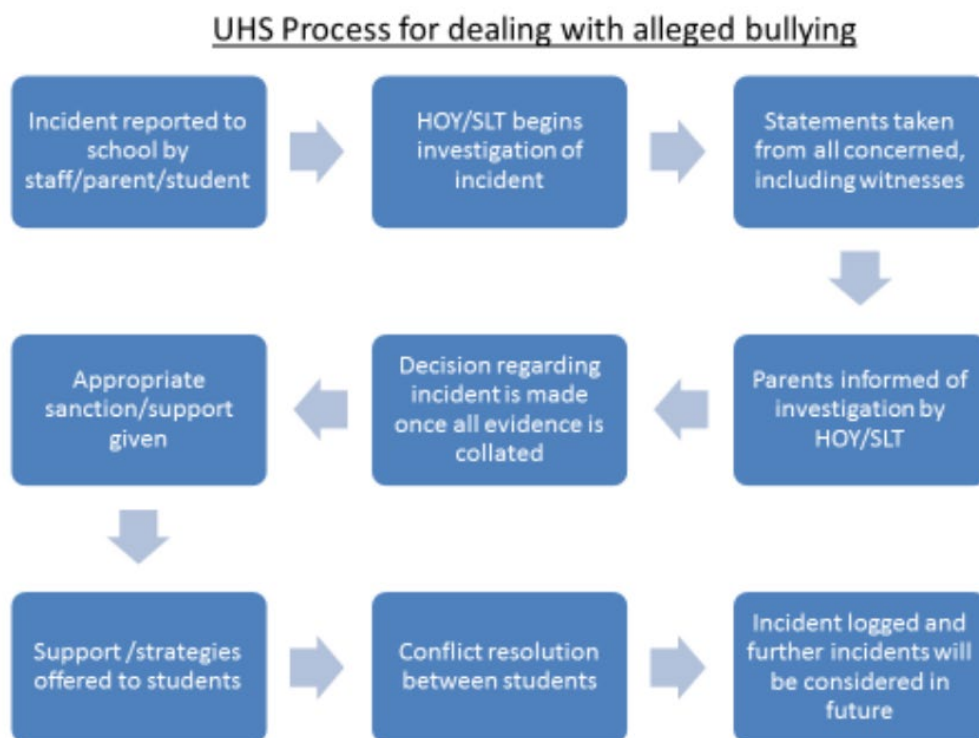 UHS Process for dealing with alleged bullying
Incident reported to
school by
staff/parent/student
HOY/SLT begins
investigation of
incident
Statements taken
from all concerned,
including witnesses
Parents informed of
investigation by
HOY/SLT
Decision regarding
incident is made
once all evidence is
collated
Appropriate
sanction/support
given
Support /strategies
offered to students
Conflict resolution
between students
Incident logged and
further incidents will
be considered in
future